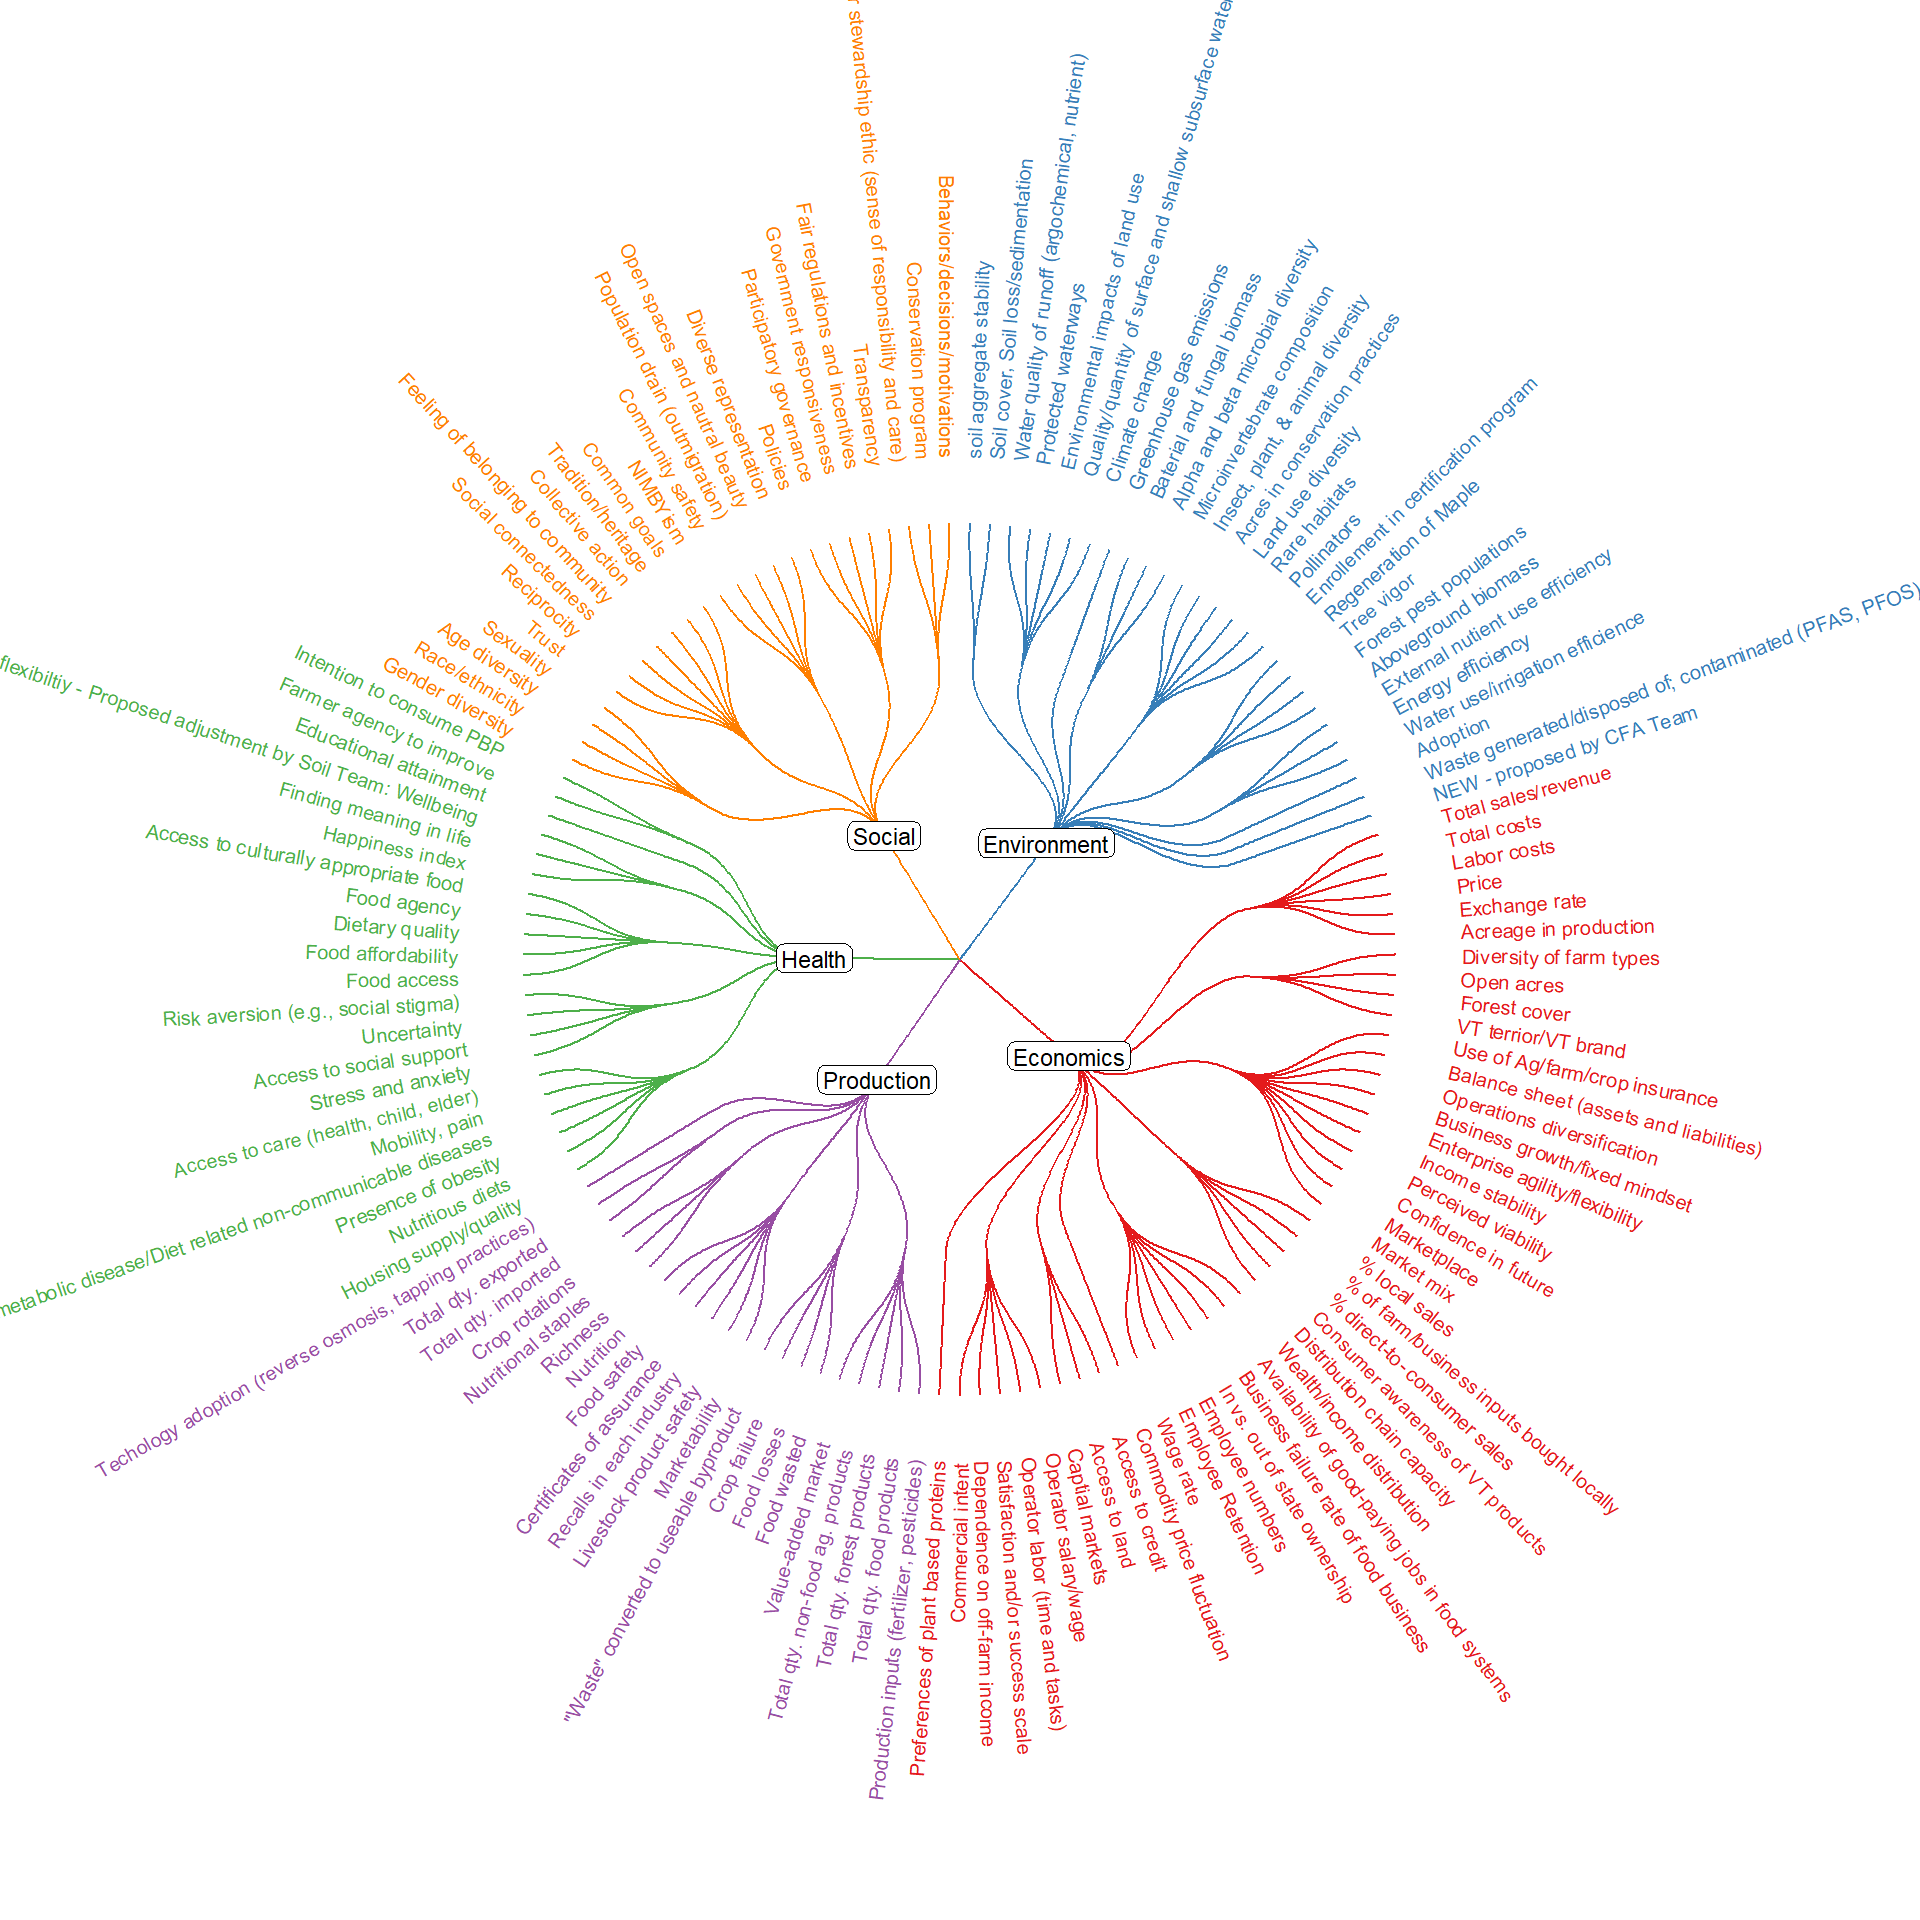 Social
Environment
Health
Economics
Production
soil aggregate stability
Soil cover, Soil loss/sedimentation
Water quality of runoff (argochemical, nutrient)
Protected waterways
Environmental impacts of land use
Quality/quantity of surface and shallow subsurface water
Climate change
Greenhouse gas emissions
Baterial and fungal biomass
Alpha and beta microbial diversity
Microinvertebrate composition
Insect, plant, & animal diversity
Acres in conservation practices
Land use diversity
Rare habitats
Pollinators
Enrollement in certification program
Regeneration of Maple
Tree vigor
Forest pest populations
Aboveground biomass
External nutient use efficiency
Energy efficiency
Water use/irrigation efficience
Adoption
Waste generated/disposed of; contaminated (PFAS, PFOS)
NEW - proposed by CFA Team
Total sales/revenue
Total costs
Labor costs
Price
Exchange rate
Acreage in production
Diversity of farm types
Open acres
Forest cover
VT terrior/VT brand
Use of Ag/farm/crop insurance
Balance sheet (assets and liabilities)
Operations diversification
Business growth/fixed mindset
Enterprise agility/flexibility
Income stability
Perceived viability
Confidence in future
Marketplace
Market mix
% local sales
% of farm/business inputs bought locally
% direct-to-consumer sales
Consumer awareness of VT products
Distribution chain capacity
Wealth/income distribution
Availability of good-paying jobs in food systems
Business failure rate of food business
In vs. out of state ownership
Employee numbers
Employee Retention
Wage rate
Commodity price fluctuation
Access to credit
Access to land
Captial markets
Operator salary/wage
Operator labor (time and tasks)
Satisfaction and/or success scale
Dependence on off-farm income
Commercial intent
Preferences of plant based proteins
Production inputs (fertilizer, pesticides)
Total qty. food products
Total qty. forest products
Total qty. non-food ag. products
Value-added market
Food wasted
Food losses
Crop failure
"Waste" converted to useable byproduct
Marketability
Livestock product safety
Recalls in each industry
Certificates of assurance
Food safety
Nutrition
Richness
Nutritional staples
Crop rotations
Total qty. imported
Total qty. exported
Techology adoption (reverse osmosis, tapping practices)
Housing supply/quality
Nutritious diets
Presence of obesity
metabolic disease/Diet related non-communicable diseases
Mobility, pain
Access to care (health, child, elder)
Stress and anxiety
Access to social support
Uncertainty
Risk aversion (e.g., social stigma)
Food access
Food affordability
Dietary quality
Food agency
Access to culturally appropriate food
Happiness index
Finding meaning in life
flexibiltiy - Proposed adjustment by Soil Team: Wellbeing
Educational attainment
Farmer agency to improve
Intention to consume PBP
Gender diversity
Race/ethnicity
Age diversity
Sexuality
Trust
Reciprocity
Social connectedness
Feeling of belonging to community
Collective action
Tradition/heritage
Common goals
NIMBYism
Community safety
Population drain (outmigration)
Open spaces and nautral beauty
Diverse representation
Policies
Participatory governance
Government responsiveness
Fair regulations and incentives
Transparency
stewardship ethic (sense of responsibility and care)
Conservation program
Behaviors/decisions/motivations